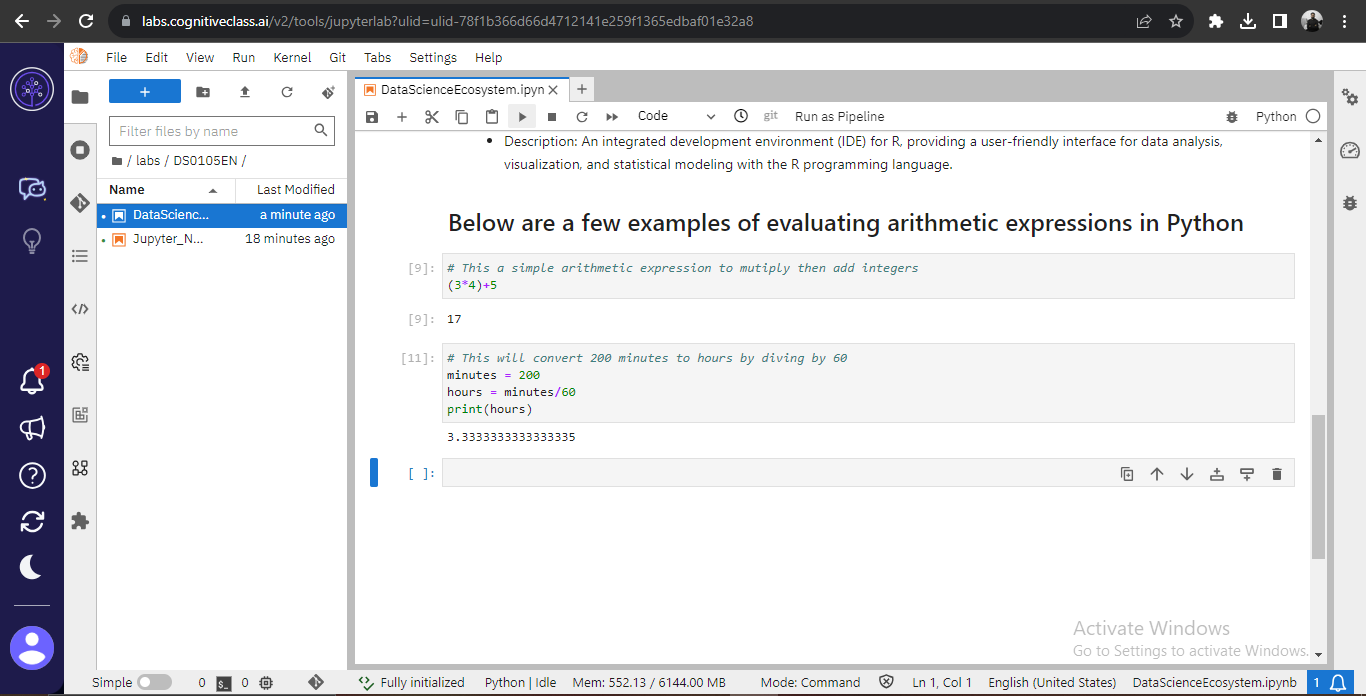 labs.cognitiveclass.ai/v2/tools/jupyterlab?ulid=ulid-78f1b366d66d4712141e259f1365edbaf01e32a8
File Edit View Run Kernel Git Tabs Settings Help
+
DataScienceEcosystem.ipyn × +
Filter files by name
Code
git
Run as Pipeline
Python
/ labs / DS0105EN /
Name Last Modified
DataScienc... a minute ago
Jupyter_N... 18 minutes ago
• Description: An integrated development environment (IDE) for R, providing a user-friendly interface for data analysis,
visualization, and statistical modeling with the R programming language.
Below are a few examples of evaluating arithmetic expressions in Python
[9]: # This a simple arithmetic expression to mutiply then add integers
(3*4)+5
[9]: 17
[11]: # This will convert 200 minutes to hours by diving by 60
minutes = 200
hours = minutes/60
print(hours)
3.3333333333333335
[ ]:
1
Activate Windows
Go to Settings to activate Windows.
Simple 0 $_ 0 Fully initialized Python | Idle Mem: 552.13 / 6144.00 MB Mode: Command Ln 1, Col 1 English (United States) DataScienceEcosystem.ipynb 1